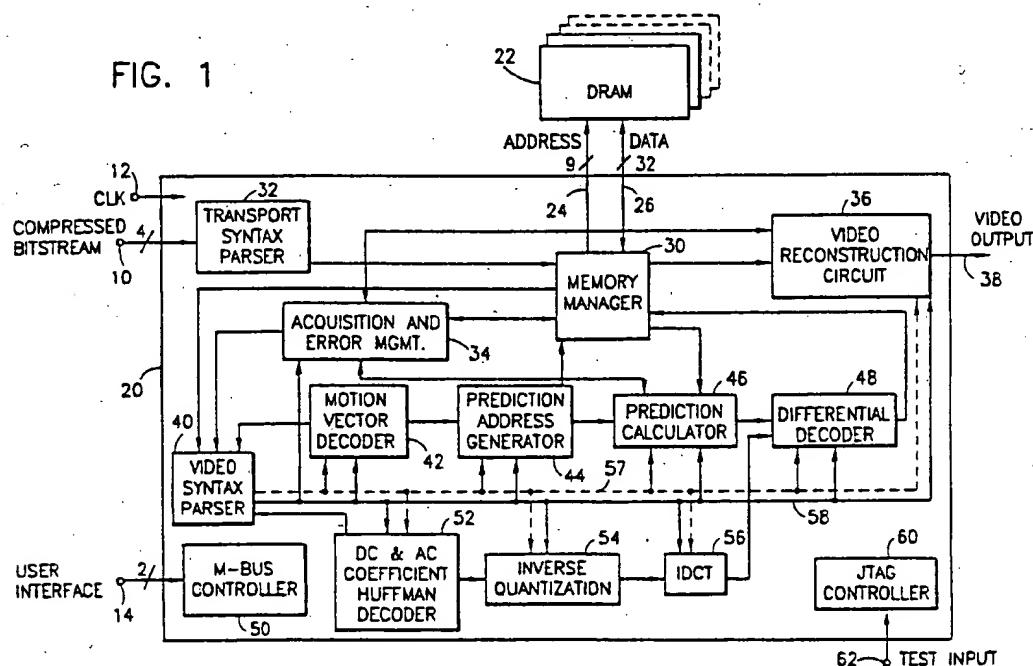 FIG. 1
22
DRAM
ADDRESS
DATA
9
32
24
26
12
CLK
COMPRESSED
BITSTREAM
4
10
32
TRANSPORT
SYNTAX
PARSER
30
MEMORY
MANAGER
36
VIDEO
RECONSTRUCTION
CIRCUIT
VIDEO
OUTPUT
38
ACQUISITION AND
ERROR MGMT.
34
20
40
VIDEO
SYNTAX
PARSER
MOTION
VECTOR
DECODER
42
PREDICTION
ADDRESS
GENERATOR
44
46
PREDICTION
CALCULATOR
48
DIFFERENTIAL
DECODER
57
58
52
DC & AC
COEFFICIENT
HUFFMAN
DECODER
54
INVERSE
QUANTIZATION
56
IDCT
60
JTAG
CONTROLLER
USER
INTERFACE
2
14
M-BUS
CONTROLLER
50
62
TEST INPUT